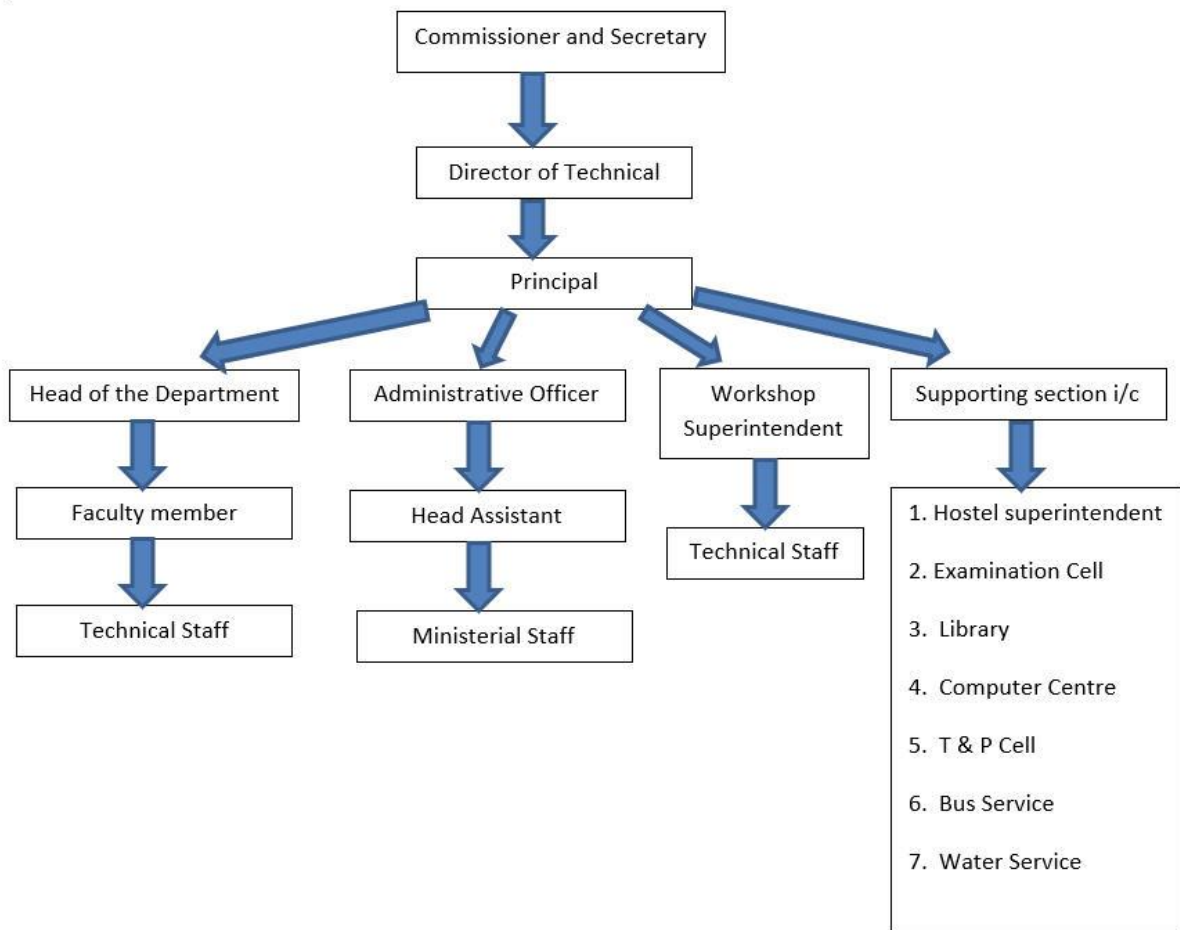 Commissioner and Secretary
Director of Technical
Principal
Head of the Department
Administrative Officer
Workshop
Superintendent
Supporting section i/c
Faculty member
Head Assistant
Technical Staff
1. Hostel superintendent
2. Examination Cell
3. Library
4. Computer Centre
5. T & P Cell
6. Bus Service
7. Water Service
Technical Staff
Ministerial Staff